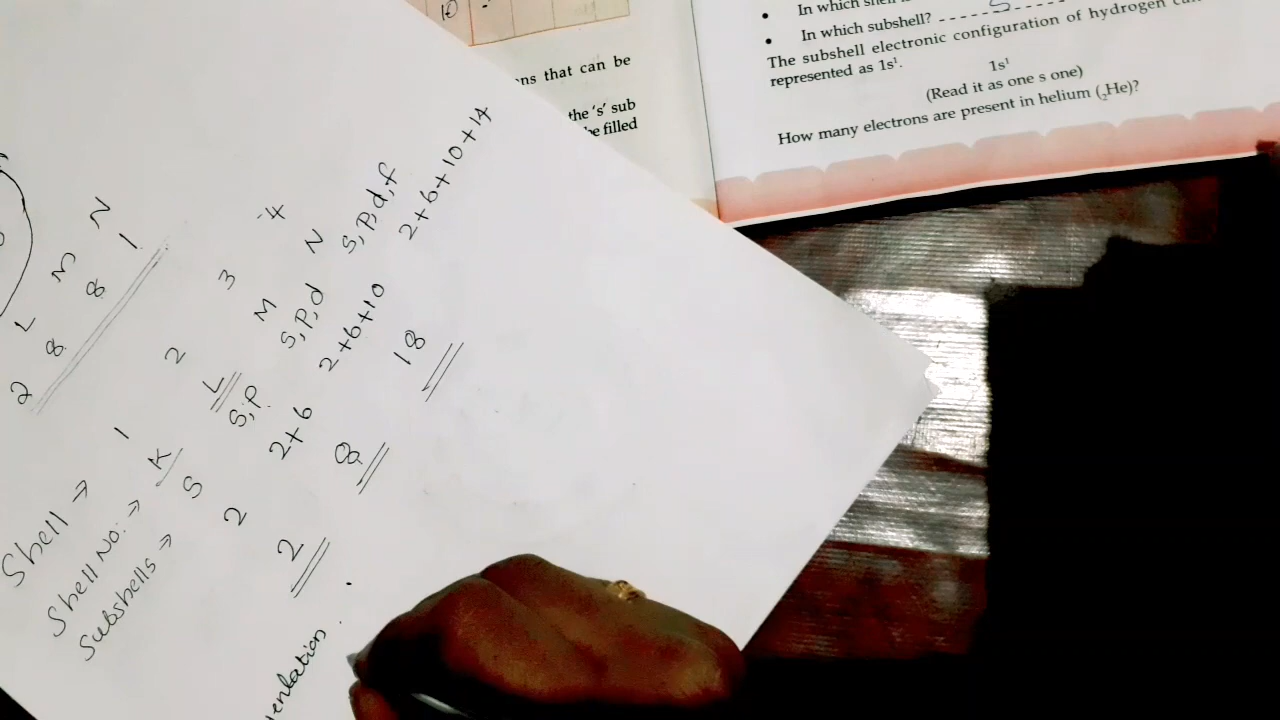 In which subshell? - - - - - S - - - -
The subshell electronic configuration of hydrogen
represented as 1s¹.
1s¹
(Read it as one s one)
How many electrons are present in helium (₂He)?
that can be
the 's' sub
be filled
L M N
2 8 8 1
Shell → 1 2 3 4
Shell No: → K L M N
Subshells → S S,P S,P,d S,P,d,f
2 2+6 2+6+10 2+6+10+14
2 8 18